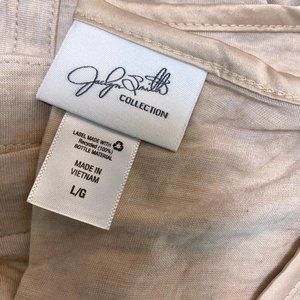 Jaclyn Smith
COLLECTION
LABEL MADE WITH
Recycled (100%)
BOTTLE MATERIAL
MADE IN
VIETNAM
L/G